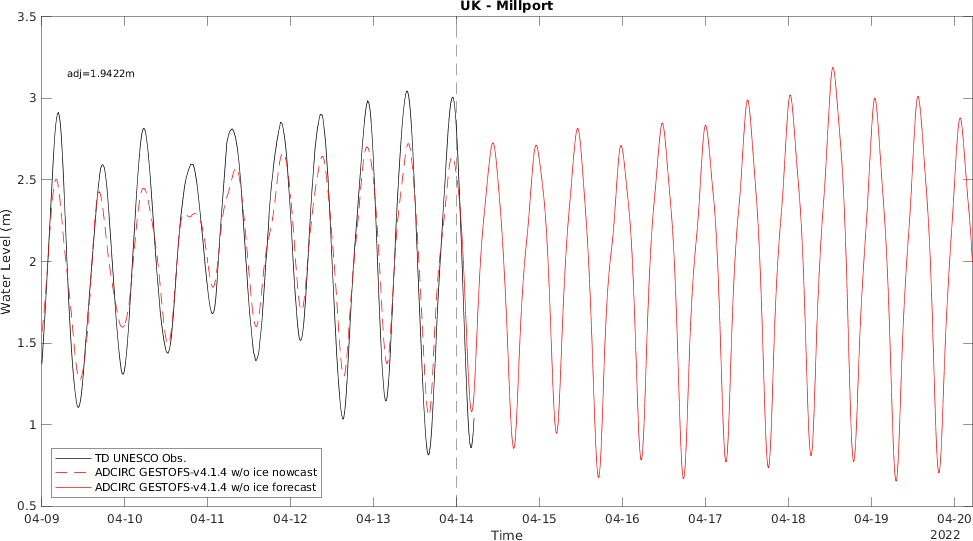 UK - Millport
3.5
adj=1.9422m
3
2.5
Water Level (m)
2
1.5
1
TD UNESCO Obs.
ADCIRC GESTOFS-v4.1.4 w/o ice nowcast
ADCIRC GESTOFS-v4.1.4 w/o ice forecast
0.5
04-09 04-10 04-11 04-12 04-13 04-14 04-15 04-16 04-17 04-18 04-19 04-20
Time
2022